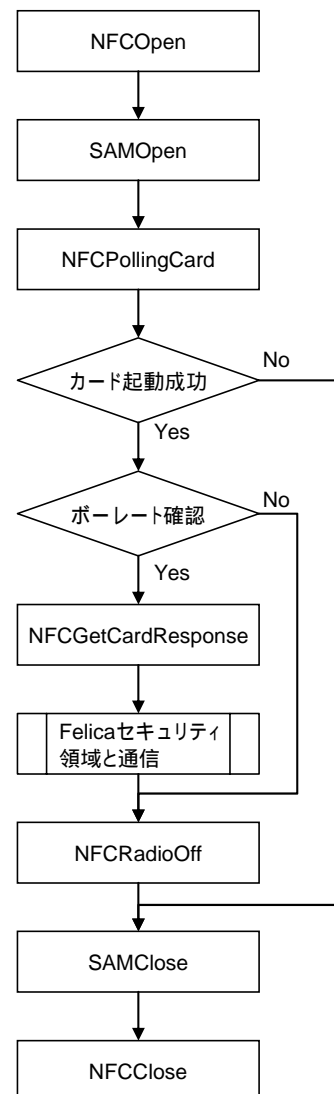 NFCOpen
SAMOpen
NFCPollingCard
カード起動成功
No
Yes
ボーレート確認
No
Yes
NFCGetCardResponse
Felicaセキュリティ
領域と通信
NFCRadioOff
SAMClose
NFCClose